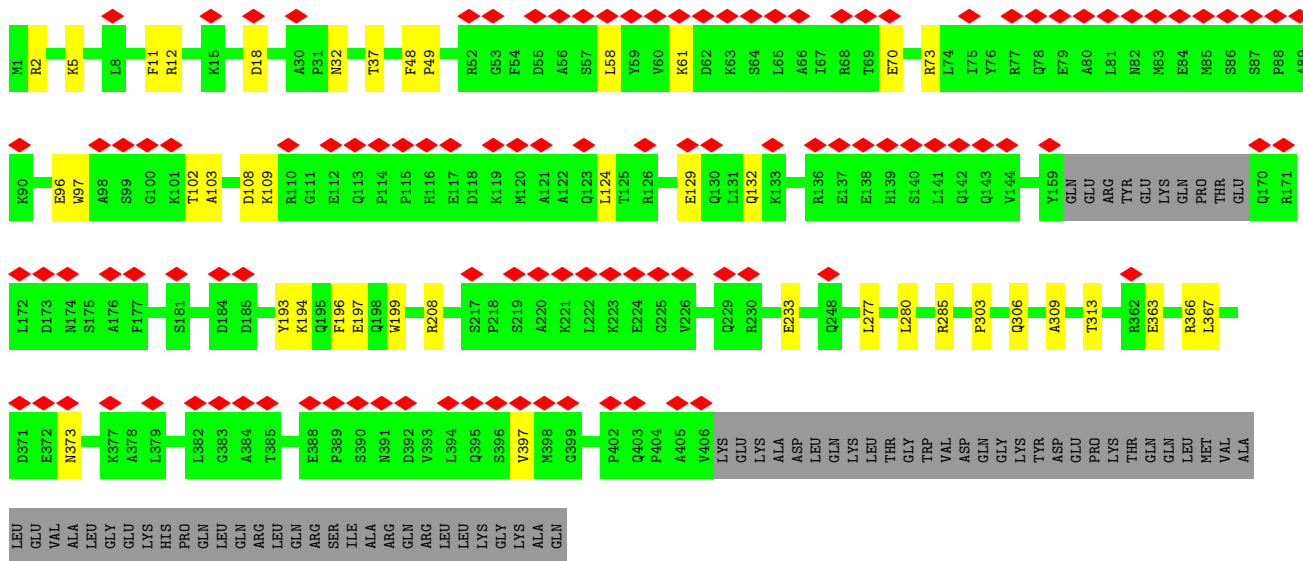 M1 R2 K5 L8 F11 R12 K15 D18 A30 P31 N32 T37 F48 P49 R52 G53 F54 D55 A56 S57 L58 Y59 V60 K61 D62 K63 S64 L65 A66 I67 R68 T69 E70 R73 L74 I75 Y76 R77 Q78 E79 A80 L81 N82 M83 E84 M85 S86 S87 P88 A89
K90 E96 W97 A98 S99 G100 K101 T102 A103 D108 K109 R110 G111 E112 Q113 P114 P115 H116 E117 D118 K119 M120 A121 A122 Q123 L124 T125 R126 E129 Q130 L131 Q132 K133 R136 E137 E138 H139 S140 L141 Q142 Q143 V144 Y159 GLN GLU ARG TYR GLU LYS GLN PRO THR GLU Q170 R171
L172 D173 N174 S175 A176 F177 S181 D184 D185 Y193 K194 Q195 F196 E197 Q198 W199 R208 S217 P218 S219 A220 K221 L222 K223 E224 G225 V226 Q229 R230 E233 Q248 L277 L280 R285 P303 Q306 A309 T313 R362 E363 R366 L367
D371 E372 N373 K377 A378 L379 L382 G383 A384 T385 E388 P389 S390 N391 D392 V393 L394 Q395 S396 V397 M398 G399 P402 Q403 P404 A405 V406 LYS GLU LYS ALA ASP LEU GLN LYS LEU THR GLY TRP VAL ASP GLN GLY LYS TYR ASP GLU PRO LYS THR GLN GLN LEU MET VAL ALA
LEU GLU VAL ALA LEU GLY GLU LYS HIS PRO GLN LEU GLN ARG LEU GLN ARG SER ILE ALA ARG GLN ARG LEU LEU LYS GLY LYS ALA GLN